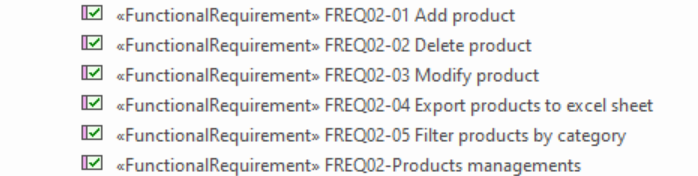 «FunctionalRequirement» FREQ02-01 Add product
«FunctionalRequirement» FREQ02-02 Delete product
«FunctionalRequirement» FREQ02-03 Modify product
«FunctionalRequirement» FREQ02-04 Export products to excel sheet
«FunctionalRequirement» FREQ02-05 Filter products by category
«FunctionalRequirement» FREQ02-Products managements